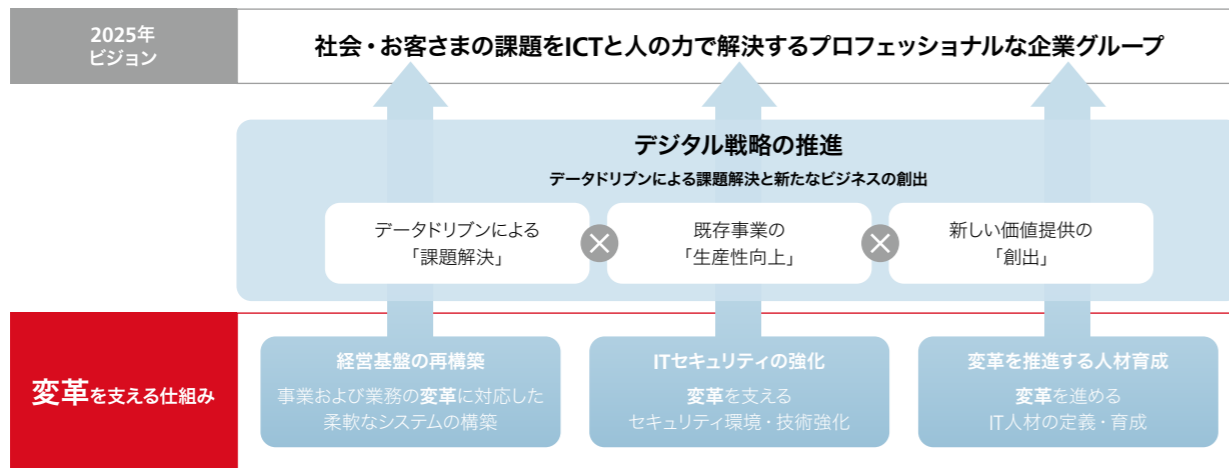 2025年
ビジョン
社会・お客さまの課題をICTと人の力で解決するプロフェッショナルな企業グループ
デジタル戦略の推進
データドリブンによる課題解決と新たなビジネスの創出
データドリブンによる
「課題解決」
既存事業の
「生産性向上」
新しい価値提供の
「創出」
変革を支える仕組み
経営基盤の再構築
事業および業務の変革に対応した
柔軟なシステムの構築
ITセキュリティの強化
変革を支える
セキュリティ環境・技術強化
変革を推進する人材育成
変革を進める
IT人材の定義・育成